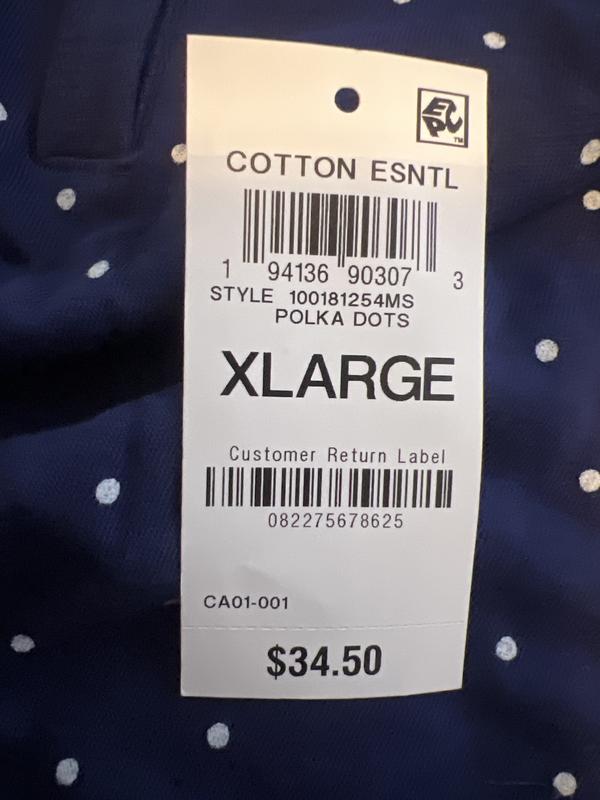 EPC™
COTTON ESNTL
1 94136 90307 3
STYLE 100181254MS
POLKA DOTS
XLARGE
Customer Return Label
082275678625
CA01-001
$34.50